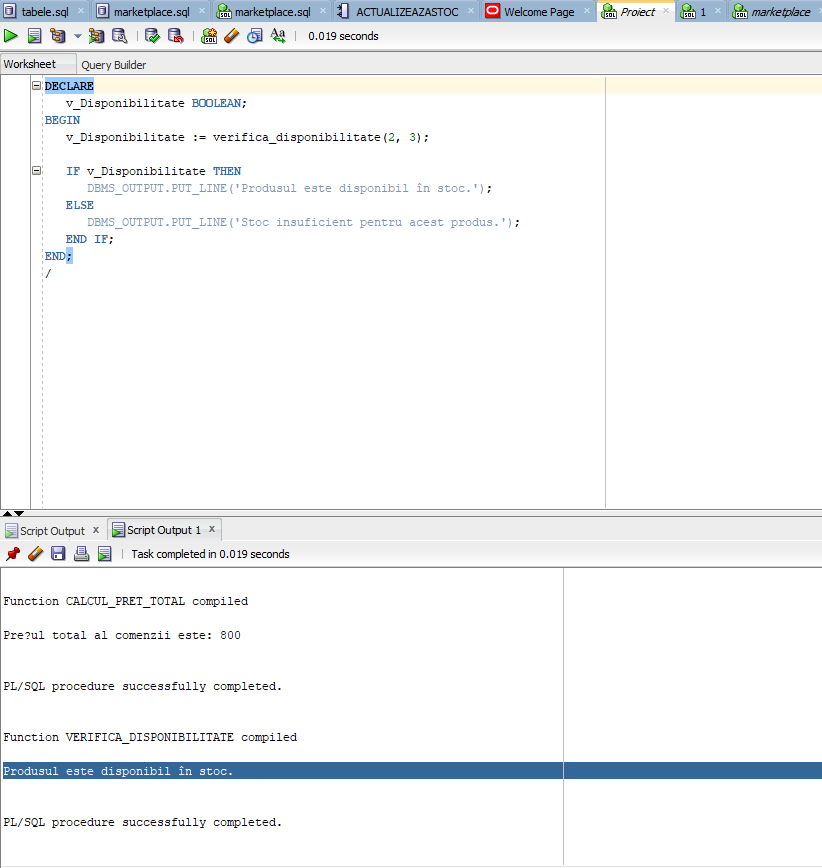 tabele.sql marketplace.sql marketplace.sql ACTUALIZEAZASTOC Welcome Page Proiect 1 marketplace
0.019 seconds
Worksheet Query Builder
DECLARE
v_Disponibilitate BOOLEAN;
BEGIN
v_Disponibilitate := verifica_disponibilitate(2, 3);
IF v_Disponibilitate THEN
DBMS_OUTPUT.PUT_LINE('Produsul este disponibil în stoc.');
ELSE
DBMS_OUTPUT.PUT_LINE('Stoc insuficient pentru acest produs.');
END IF;
END;
/
Script Output x Script Output 1 x
Task completed in 0.019 seconds
Function CALCUL_PRET_TOTAL compiled
Pre?ul total al comenzii este: 800
PL/SQL procedure successfully completed.
Function VERIFICA_DISPONIBILITATE compiled
Produsul este disponibil în stoc.
PL/SQL procedure successfully completed.